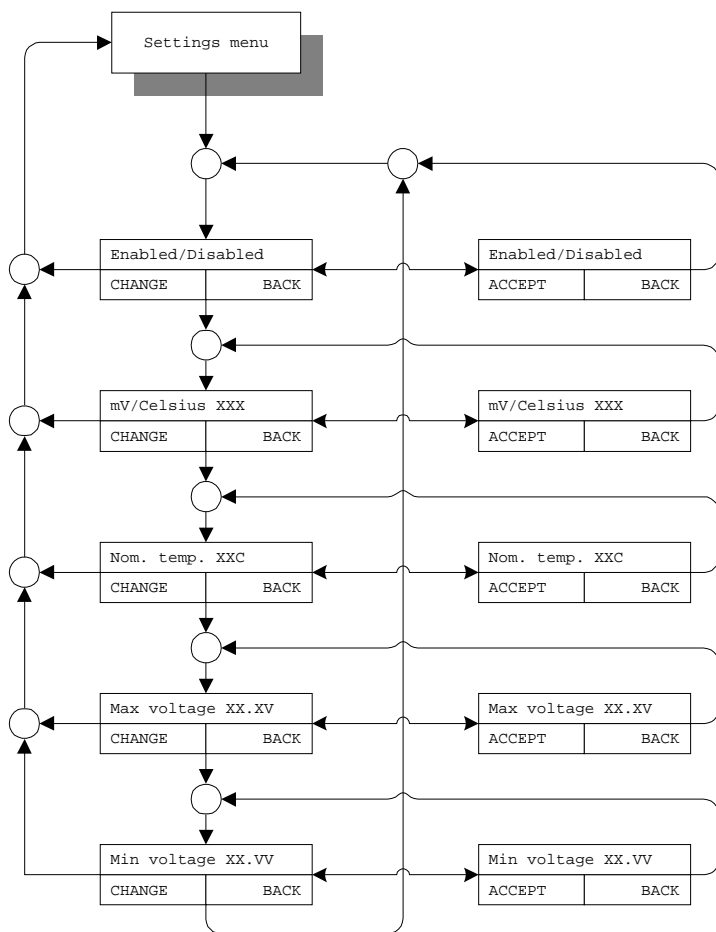 Settings menu
Enabled/Disabled
CHANGE BACK
Enabled/Disabled
ACCEPT BACK
mV/Celsius XXX
CHANGE BACK
mV/Celsius XXX
ACCEPT BACK
Nom. temp. XXC
CHANGE BACK
Nom. temp. XXC
ACCEPT BACK
Max voltage XX.XV
CHANGE BACK
Max voltage XX.XV
ACCEPT BACK
Min voltage XX.VV
CHANGE BACK
Min voltage XX.VV
ACCEPT BACK